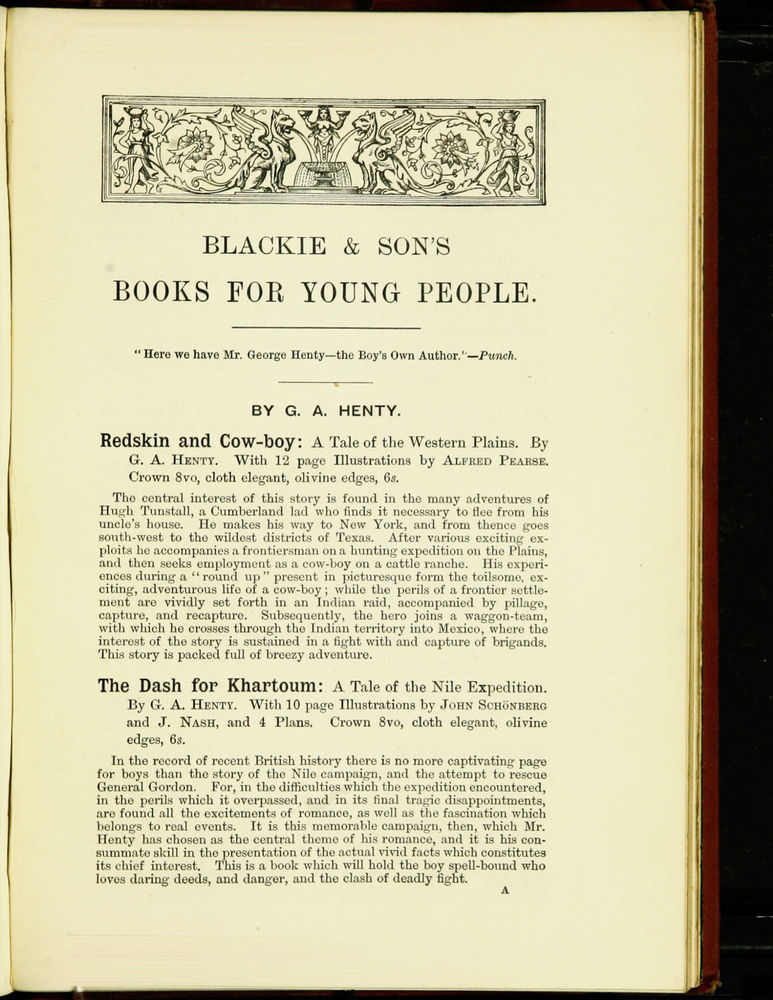 BLACKIE & SON'S
BOOKS FOR YOUNG PEOPLE.
"Here we have Mr. George Henty—the Boy's Own Author."—Punch.
BY G. A. HENTY.
Redskin and Cow-boy: A Tale of the Western Plains. By
G. A. HENTY. With 12 page Illustrations by ALFRED PEARSE.
Crown 8vo, cloth elegant, olivine edges, 6s.
The central interest of this story is found in the many adventures of
Hugh Tunstall, a Cumberland lad who finds it necessary to flee from his
uncle's house. He makes his way to New York, and from thence goes
south-west to the wildest districts of Texas. After various exciting ex-
ploits he accompanies a frontiersman on a hunting expedition on the Plains,
and then seeks employment as a cow-boy on a cattle ranche. His experi-
ences during a "round up" present in picturesque form the toilsome, ex-
citing, adventurous life of a cow-boy; while the perils of a frontier settle-
ment are vividly set forth in an Indian raid, accompanied by pillage,
capture, and recapture. Subsequently, the hero joins a waggon-team,
with which he crosses through the Indian territory into Mexico, where the
interest of the story is sustained in a fight with and capture of brigands.
This story is packed full of breezy adventure.
The Dash for Khartoum: A Tale of the Nile Expedition.
By G. A. HENTY. With 10 page Illustrations by JOHN SCHÖNBERG
and J. NASH, and 4 Plans. Crown 8vo, cloth elegant, olivine
edges, 6s.
In the record of recent British history there is no more captivating page
for boys than the story of the Nile campaign, and the attempt to rescue
General Gordon. For, in the difficulties which the expedition encountered,
in the perils which it overpassed, and in its final tragic disappointments,
are found all the excitements of romance, as well as the fascination which
belongs to real events. It is this memorable campaign, then, which Mr.
Henty has chosen as the central theme of his romance, and it is his con-
summate skill in the presentation of the actual vivid facts which constitutes
its chief interest. This is a book which will hold the boy spell-bound who
loves daring deeds, and danger, and the clash of deadly fight.
A